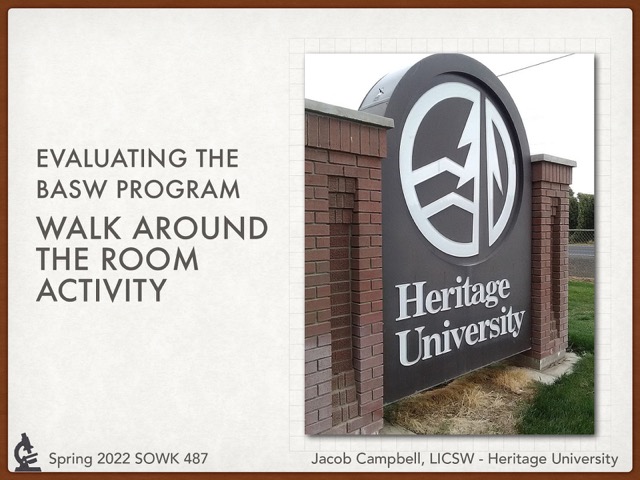 EVALUATING THE
BASW PROGRAM
WALK AROUND
THE ROOM
ACTIVITY
Heritage
University
Spring 2022 SOWK 487
Jacob Campbell, LICSW - Heritage University